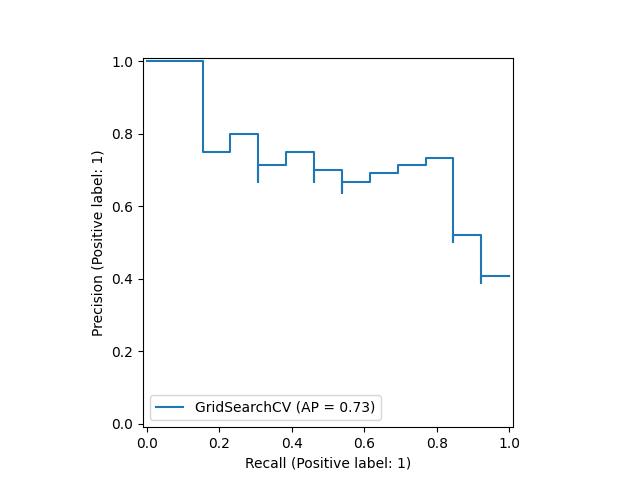 1.0
0.8
0.6
0.4
0.2
0.0
Precision (Positive label: 1)
GridSearchCV (AP = 0.73)
0.0 0.2 0.4 0.6 0.8 1.0
Recall (Positive label: 1)